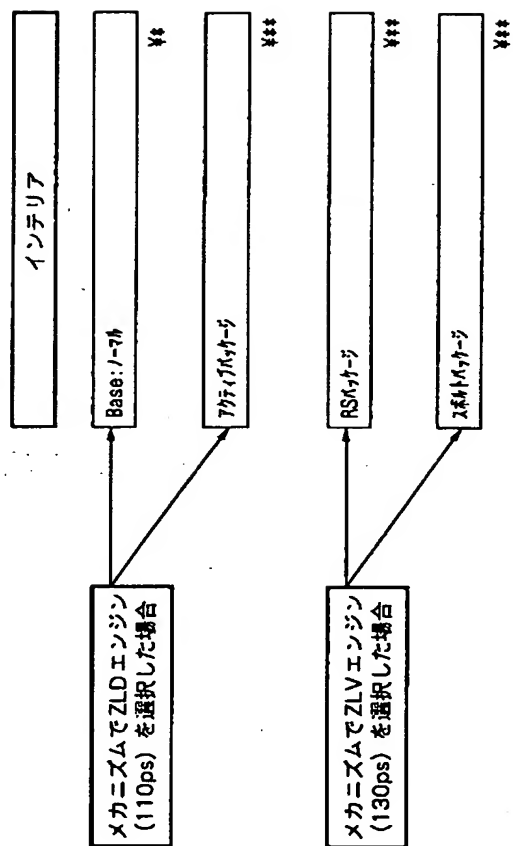 インテリア
メカニズムでZLDエンジン
(110ps) を選択した場合
Base:ノーマル
¥**
アクティブパッケージ
¥***
メカニズムでZLVエンジン
(130ps) を選択した場合
RSパッケージ
¥***
スポルトパッケージ
¥***